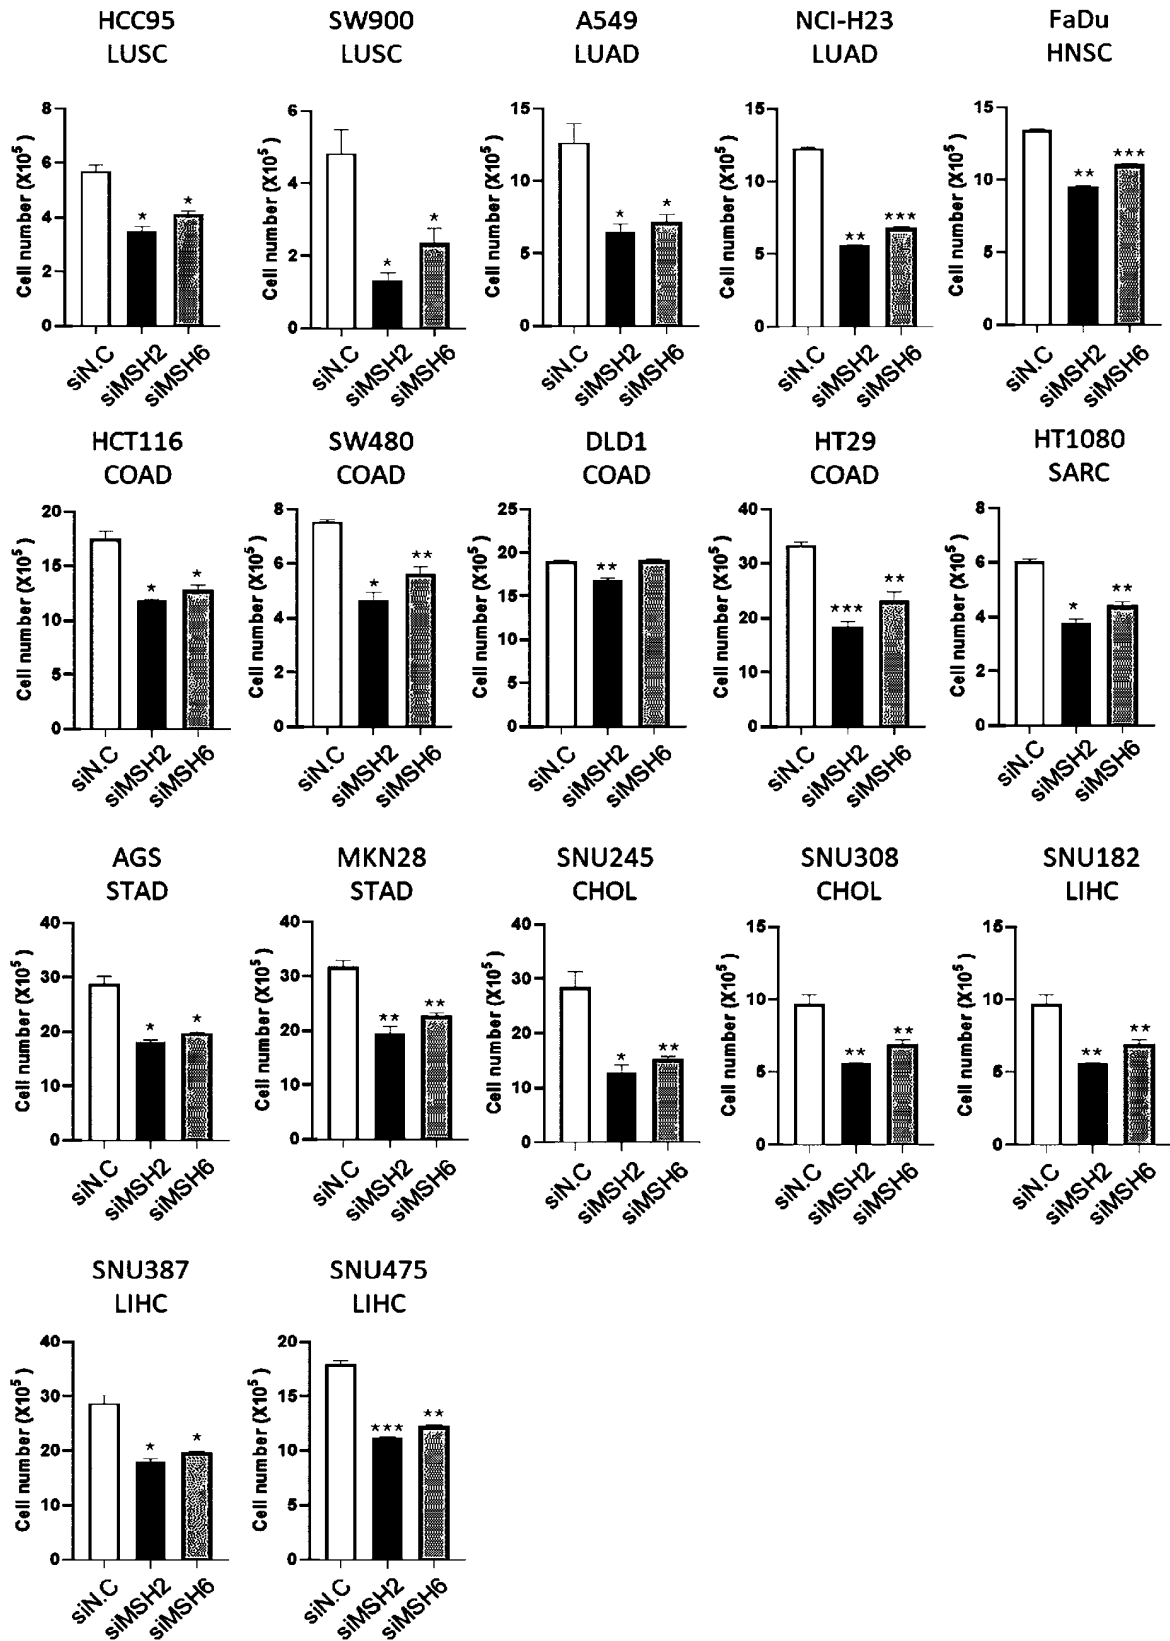 HCC95
LUSC
SW900
LUSC
A549
LUAD
NCI-H23
LUAD
FaDu
HNSC
Cell number (X10⁵)
8
6
4
2
0
*
*
siN.C
siMSH2
siMSH6
Cell number (X10⁵)
6
4
2
0
*
*
siN.C
siMSH2
siMSH6
Cell number (X10⁵)
15
10
5
0
*
*
siN.C
siMSH2
siMSH6
Cell number (X10⁵)
15
10
5
0
**
***
siN.C
siMSH2
siMSH6
Cell number (X10⁵)
15
10
5
0
**
***
siN.C
siMSH2
siMSH6
HCT116
COAD
SW480
COAD
DLD1
COAD
HT29
COAD
HT1080
SARC
Cell number (X10⁵)
20
15
10
5
0
*
*
siN.C
siMSH2
siMSH6
Cell number (X10⁵)
8
6
4
2
0
*
**
siN.C
siMSH2
siMSH6
Cell number (X10⁵)
25
20
15
10
5
0
**
siN.C
siMSH2
siMSH6
Cell number (X10⁵)
40
30
20
10
0
***
**
siN.C
siMSH2
siMSH6
Cell number (X10⁵)
8
6
4
2
0
*
**
siN.C
siMSH2
siMSH6
AGS
STAD
MKN28
STAD
SNU245
CHOL
SNU308
CHOL
SNU182
LIHC
Cell number (X10⁵)
40
30
20
10
0
*
*
siN.C
siMSH2
siMSH6
Cell number (X10⁵)
40
30
20
10
0
**
**
siN.C
siMSH2
siMSH6
Cell number (X10⁵)
40
30
20
10
0
*
**
siN.C
siMSH2
siMSH6
Cell number (X10⁵)
15
10
5
0
**
**
siN.C
siMSH2
siMSH6
Cell number (X10⁵)
15
10
5
0
**
**
siN.C
siMSH2
siMSH6
SNU387
LIHC
SNU475
LIHC
Cell number (X10⁵)
40
30
20
10
0
*
*
siN.C
siMSH2
siMSH6
Cell number (X10⁵)
20
15
10
5
0
***
**
siN.C
siMSH2
siMSH6